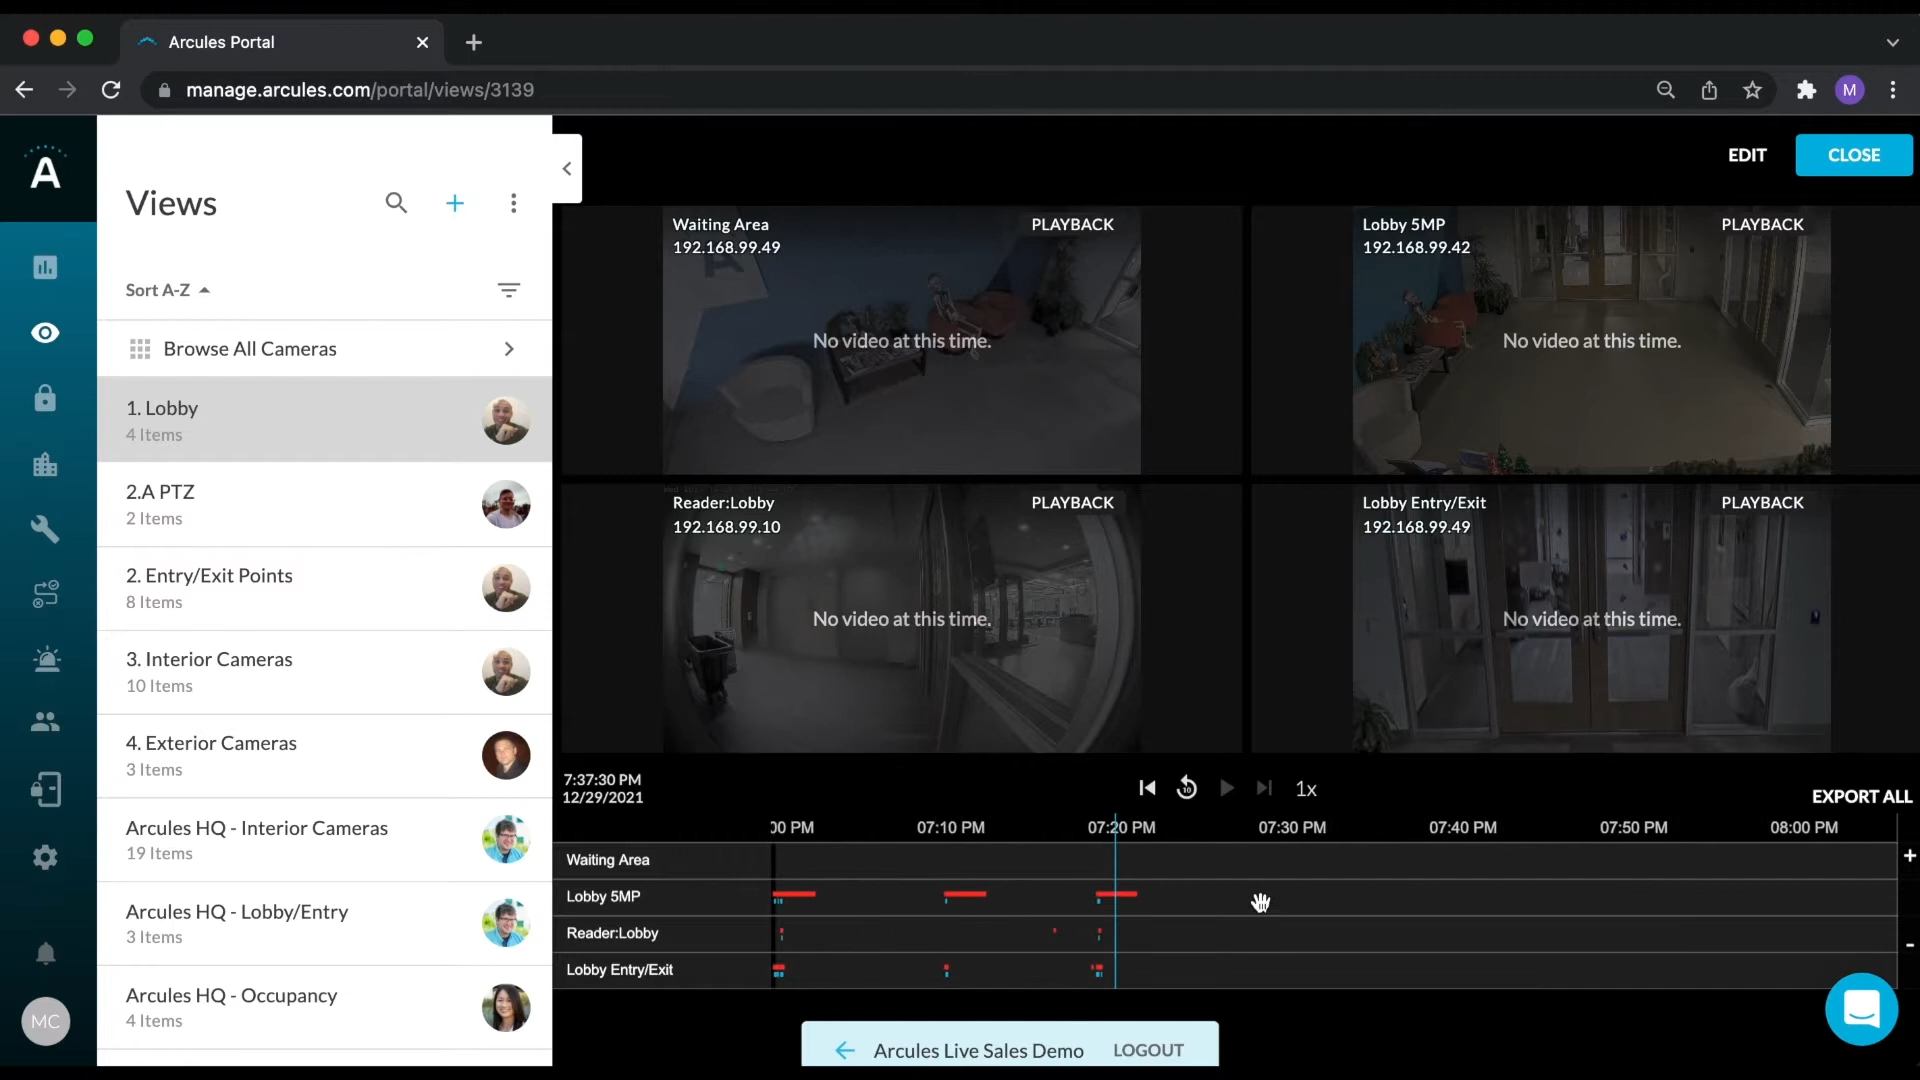 Arcules Portal
manage.arcules.com/portal/views/3139
M
A
Views
Sort A-Z
Browse All Cameras
1. Lobby
4 Items
2.A PTZ
2 Items
2. Entry/Exit Points
8 Items
3. Interior Cameras
10 Items
4. Exterior Cameras
3 Items
Arcules HQ - Interior Cameras
19 Items
Arcules HQ - Lobby/Entry
3 Items
Arcules HQ - Occupancy
4 Items
MC
EDIT
CLOSE
Waiting Area
192.168.99.49
PLAYBACK
No video at this time.
Lobby 5MP
192.168.99.42
PLAYBACK
No video at this time.
Reader:Lobby
192.168.99.10
PLAYBACK
No video at this time.
Lobby Entry/Exit
192.168.99.49
PLAYBACK
No video at this time.
7:37:30 PM
12/29/2021
10
1x
EXPORT ALL
00 PM 07:10 PM 07:20 PM 07:30 PM 07:40 PM 07:50 PM 08:00 PM
Waiting Area
Lobby 5MP
Reader:Lobby
Lobby Entry/Exit
+
-
Arcules Live Sales Demo LOGOUT